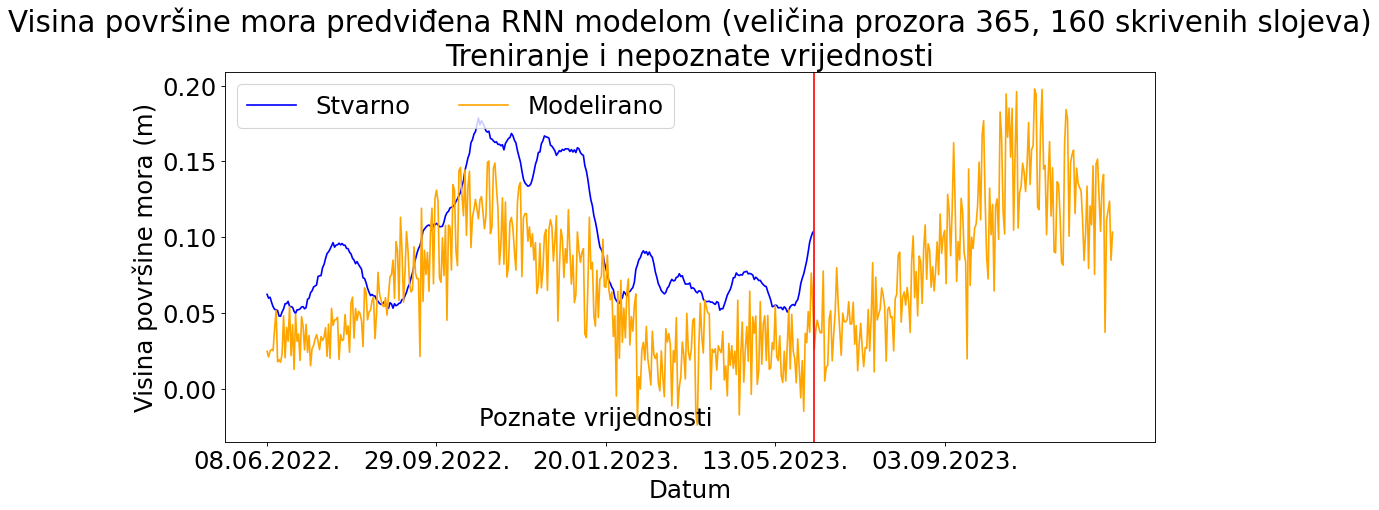 Visina površine mora predviđena RNN modelom (veličina prozora 365, 160 skrivenih slojeva)
Treniranje i nepoznate vrijednosti
Stvarno
Modelirano
Visina površine mora (m)
0.20
0.15
0.10
0.05
0.00
Poznate vrijednosti
08.06.2022.
29.09.2022.
20.01.2023.
13.05.2023.
03.09.2023.
Datum